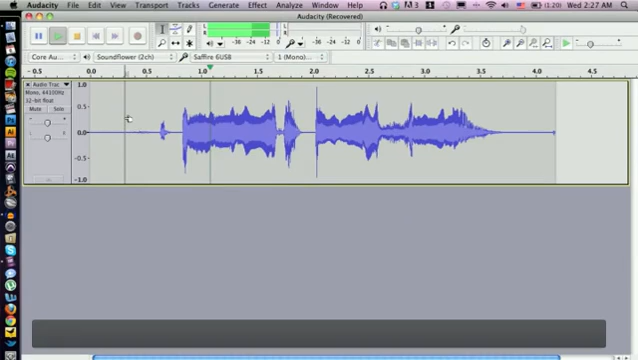 Audacity File Edit View Transport Tracks Generate Effect Analyze Window Help (1:20) Wed 2:27 AM
Audacity (Recovered)
L
R
-36 -24 -12 0
Core Au... Soundflower (2ch) Saffire 6USB 1 (Mono)...
-0.5 0.0 0.5 1.0 1.5 2.0 2.5 3.0 3.5 4.0 4.5
Audio Trac
Mono, 44100Hz
32-bit float
Mute Solo
- +
L R
1.0
0.5
0.0
-0.5
-1.0